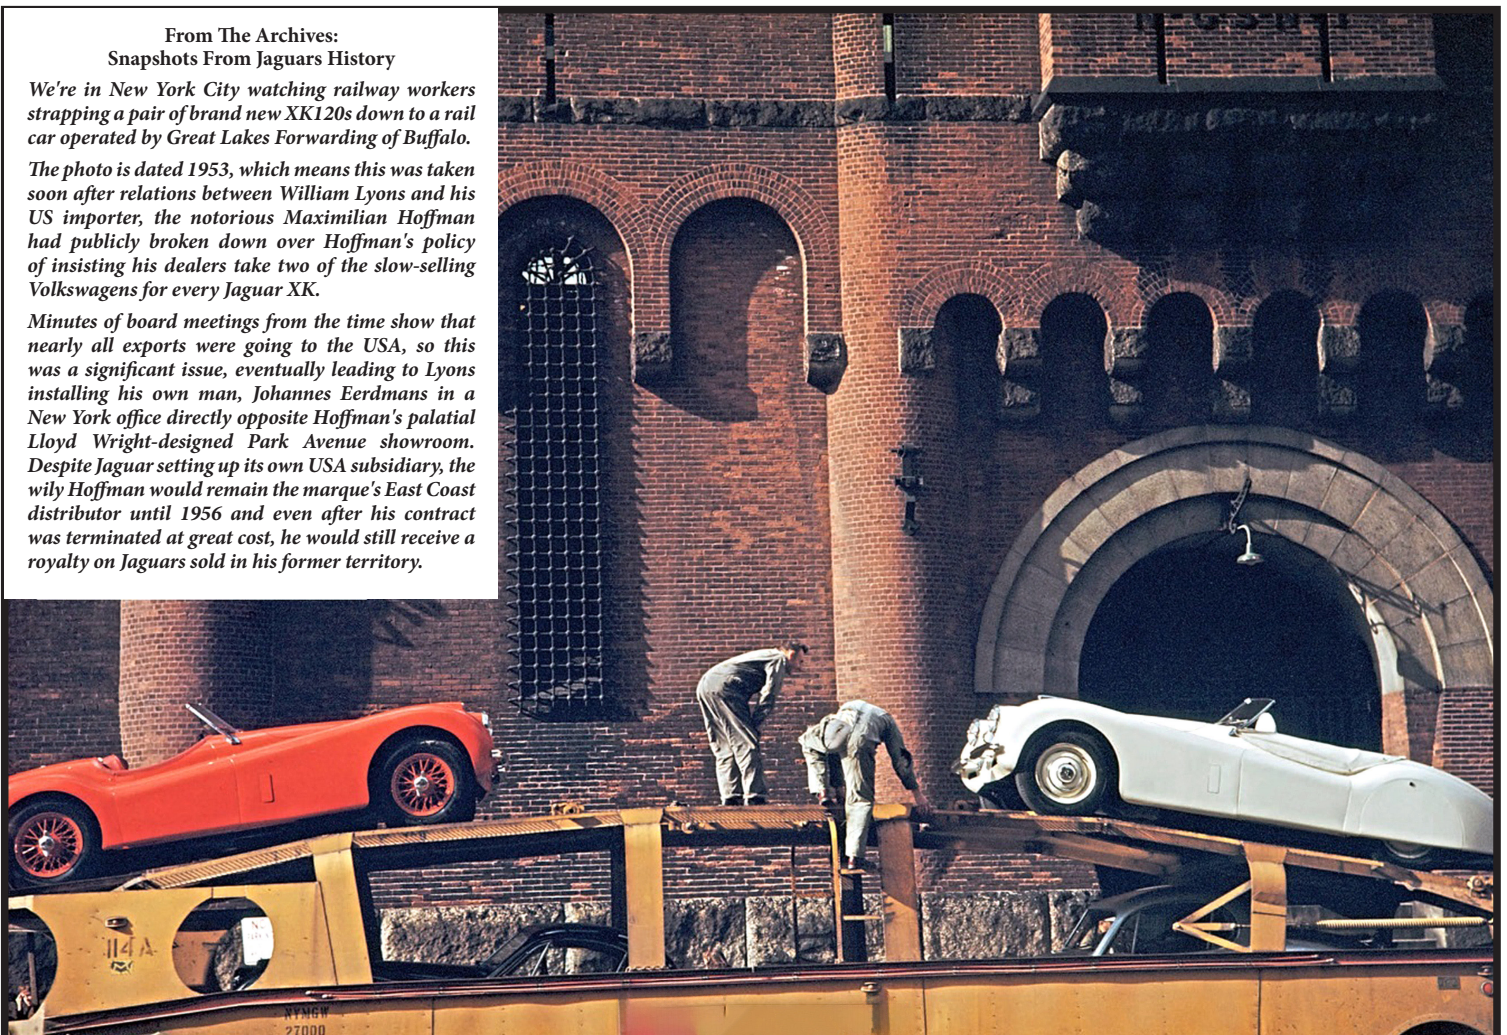 From The Archives:
Snapshots From Jaguars History
We're in New York City watching railway workers
strapping a pair of brand new XK120s down to a rail
car operated by Great Lakes Forwarding of Buffalo.
The photo is dated 1953, which means this was taken
soon after relations between William Lyons and his
US importer, the notorious Maximilian Hoffman
had publicly broken down over Hoffman's policy
of insisting his dealers take two of the slow-selling
Volkswagens for every Jaguar XK.
Minutes of board meetings from the time show that
nearly all exports were going to the USA, so this
was a significant issue, eventually leading to Lyons
installing his own man, Johannes Eerdmans in a
New York office directly opposite Hoffman's palatial
Lloyd Wright-designed Park Avenue showroom.
Despite Jaguar setting up its own USA subsidiary, the
wily Hoffman would remain the marque's East Coast
distributor until 1956 and even after his contract
was terminated at great cost, he would still receive a
royalty on Jaguars sold in his former territory.
114A
NYMGW
27000